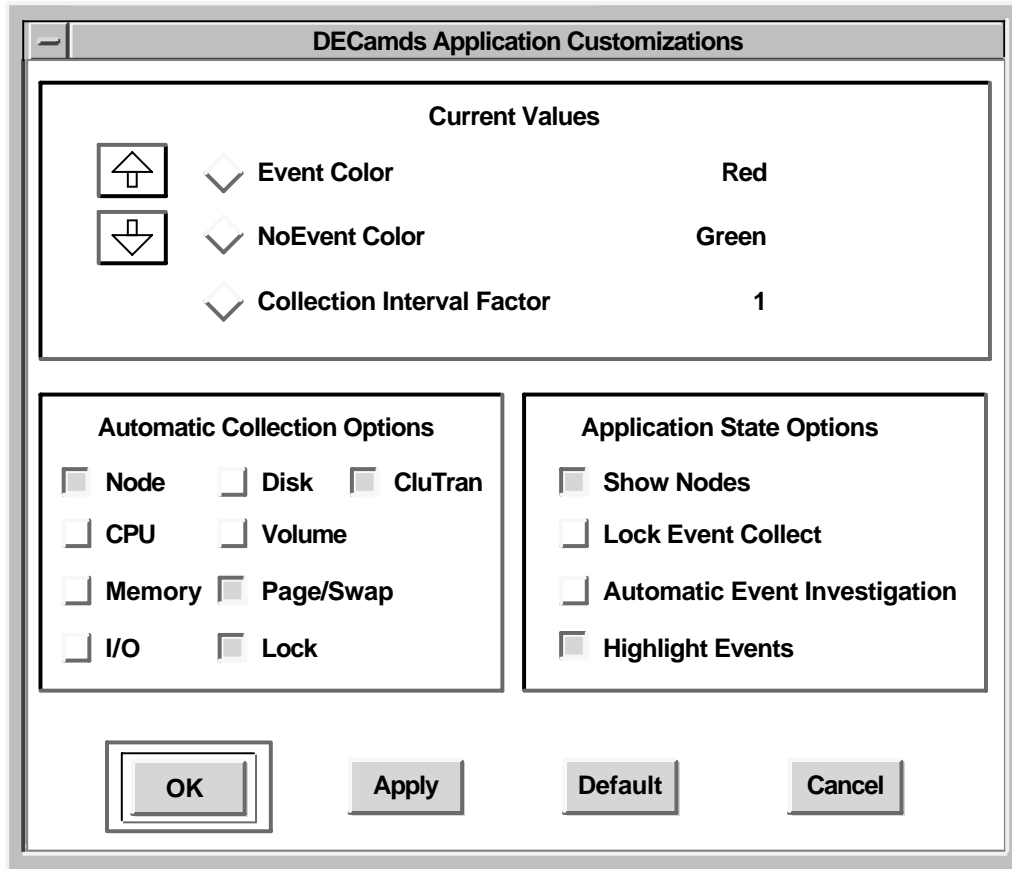 DECamds Application Customizations
Current Values
Event Color Red
NoEvent Color Green
Collection Interval Factor 1
Automatic Collection Options
Node Disk CluTran
CPU Volume
Memory Page/Swap
I/O Lock
Application State Options
Show Nodes
Lock Event Collect
Automatic Event Investigation
Highlight Events
OK Apply Default Cancel